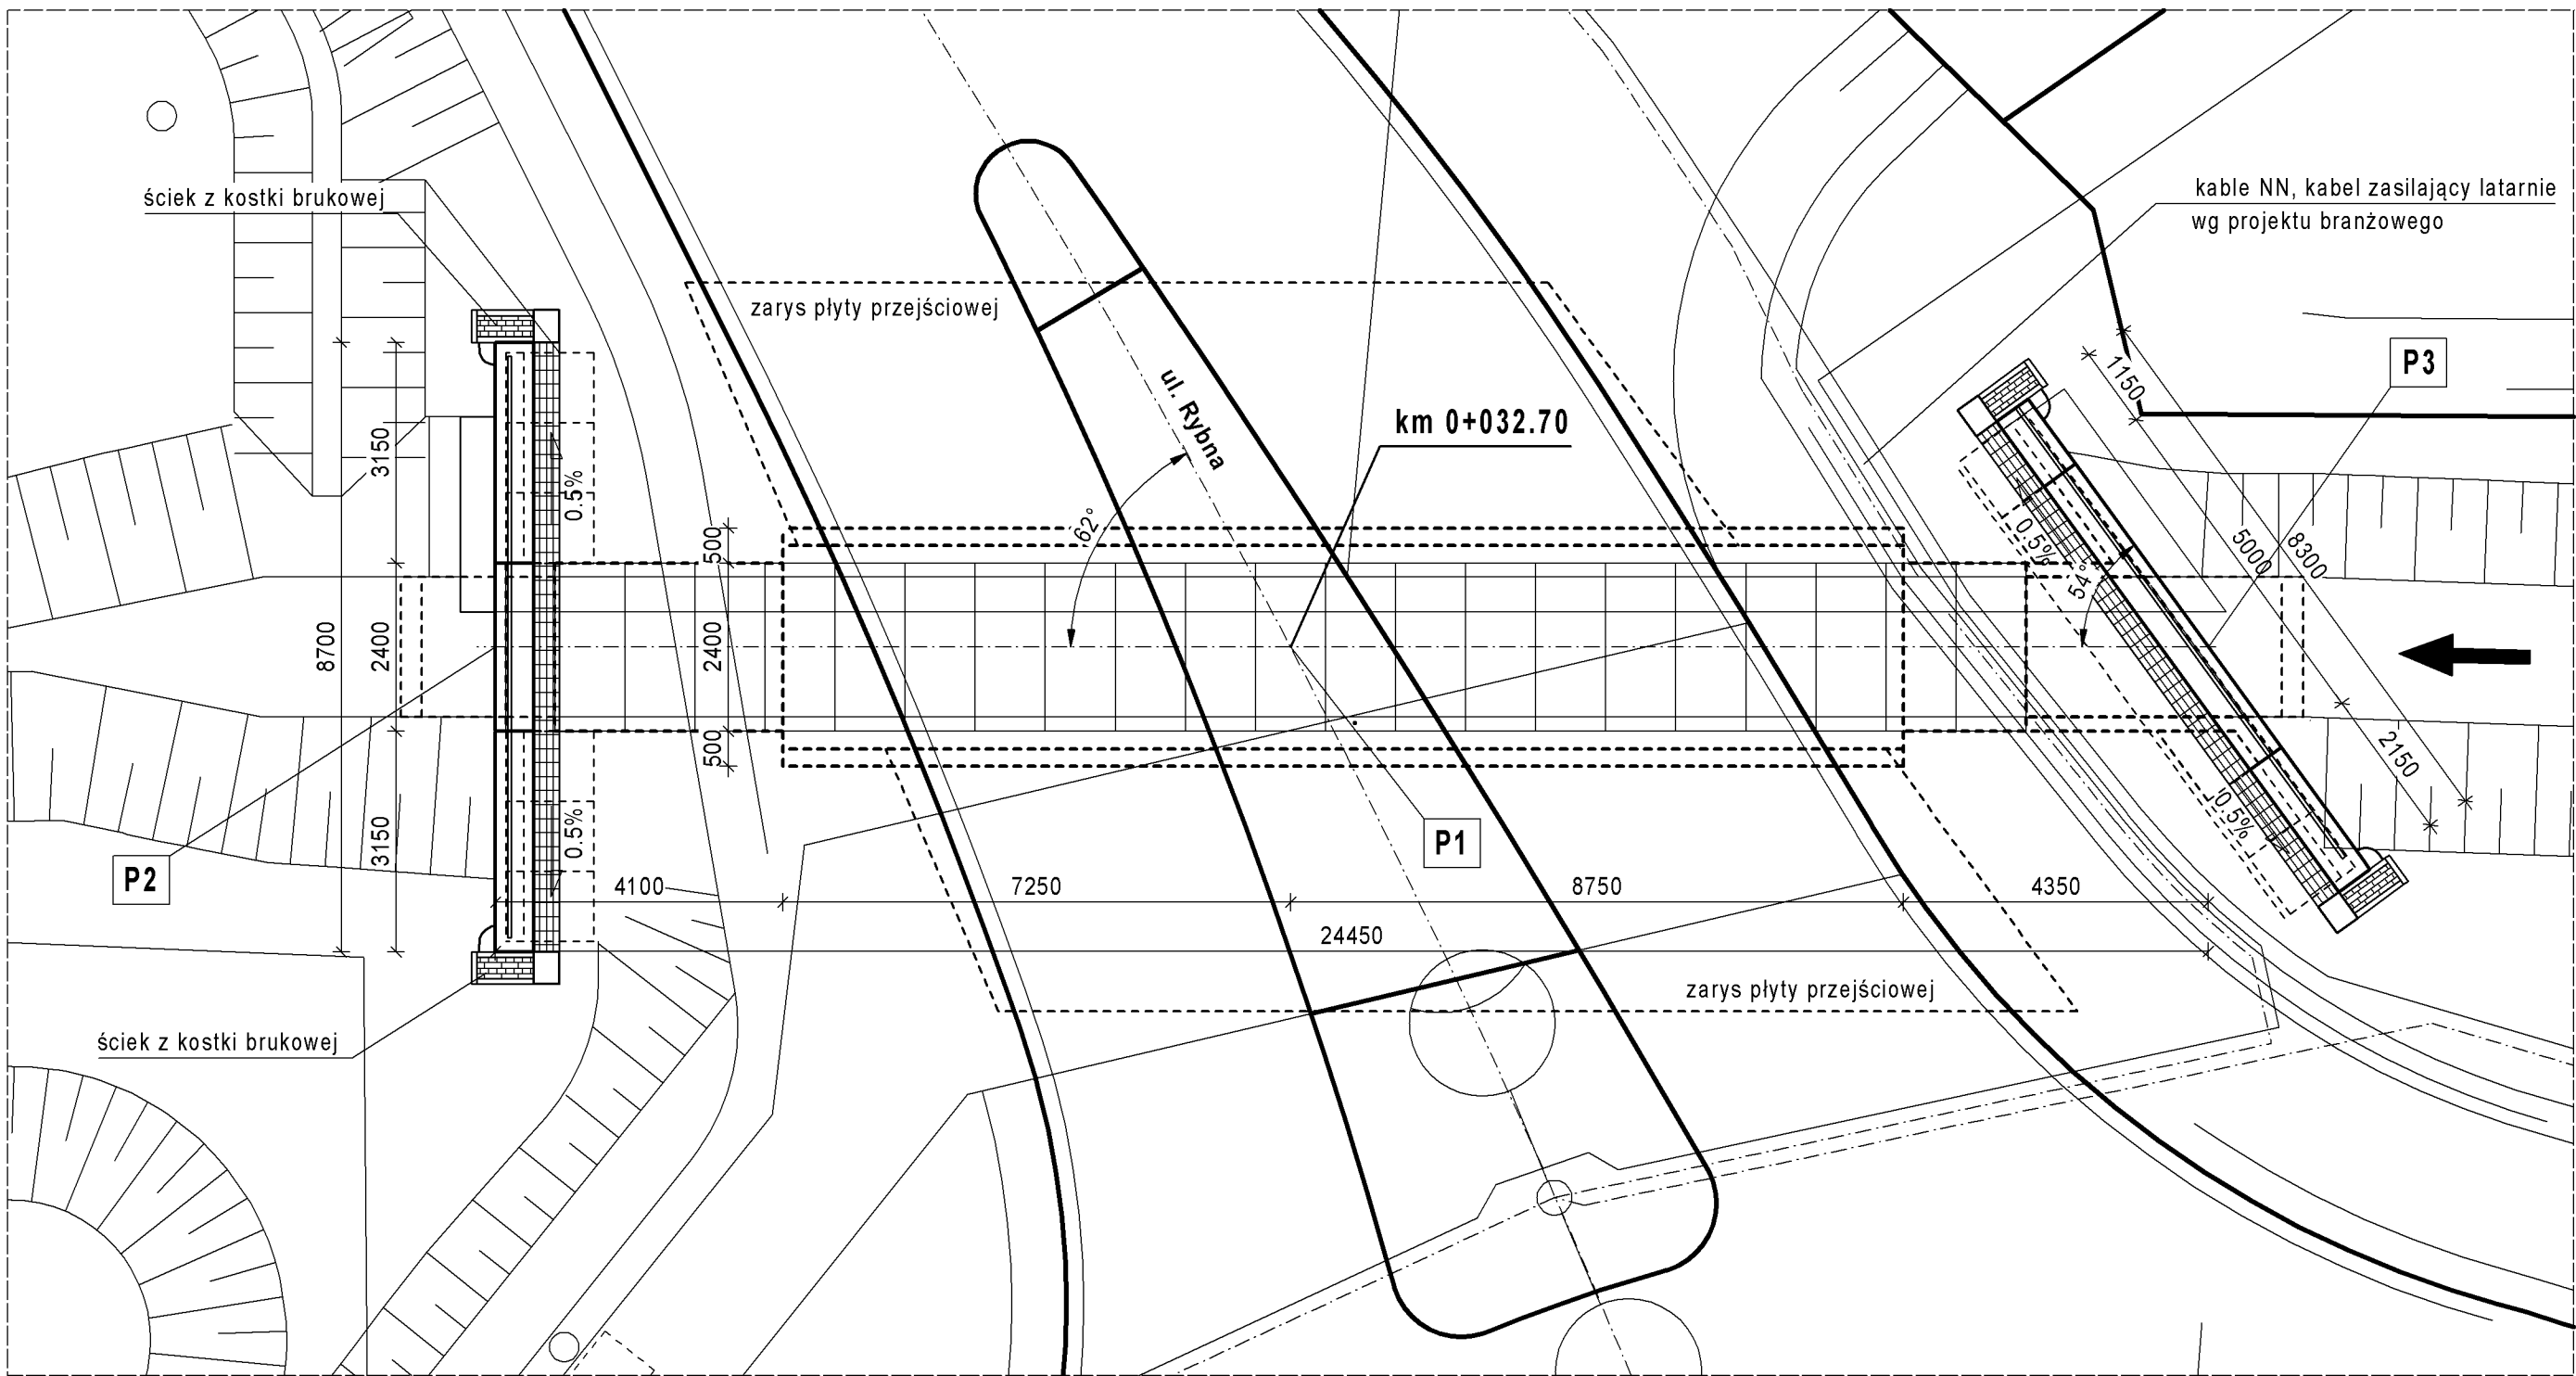 ściek z kostki brukowej
kable NN, kabel zasilający latarnie
wg projektu branżowego
zarys płyty przejściowej
ul. Rybna
km 0+032.70
P3
1150
3150
0.5%
62°
500
0.5%
54°
5000
8300
8700
2400
2400
500
2150
3150
0.5%
0.5%
P1
P2
4100
7250
8750
4350
24450
zarys płyty przejściowej
ściek z kostki brukowej